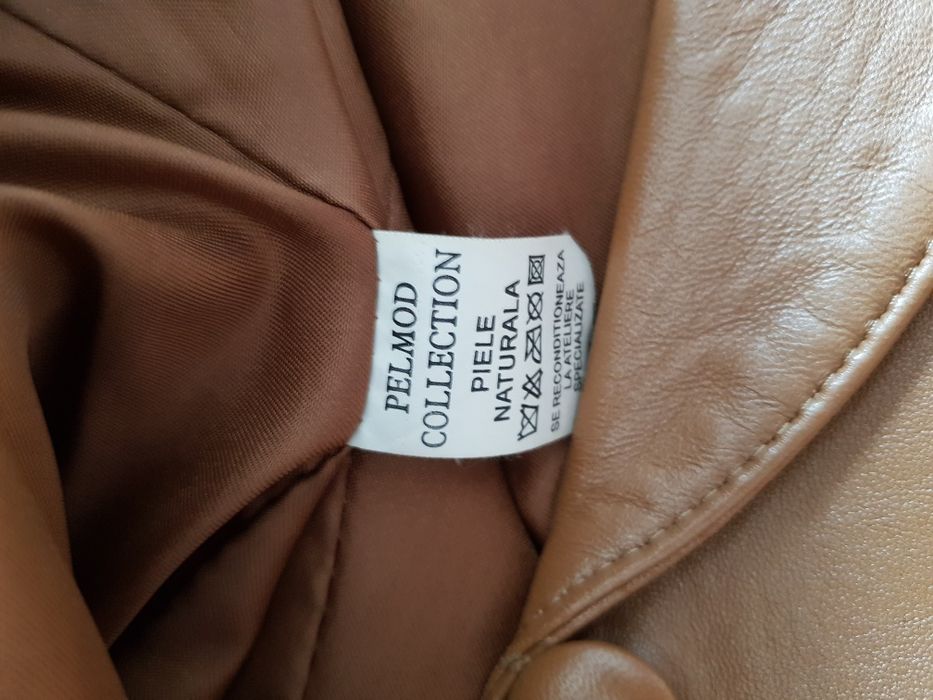 PELMOD
COLLECTION
PIELE
NATURALA
SE RECONDITIONEAZA
LA ATELIERE
SPECIALIZATE